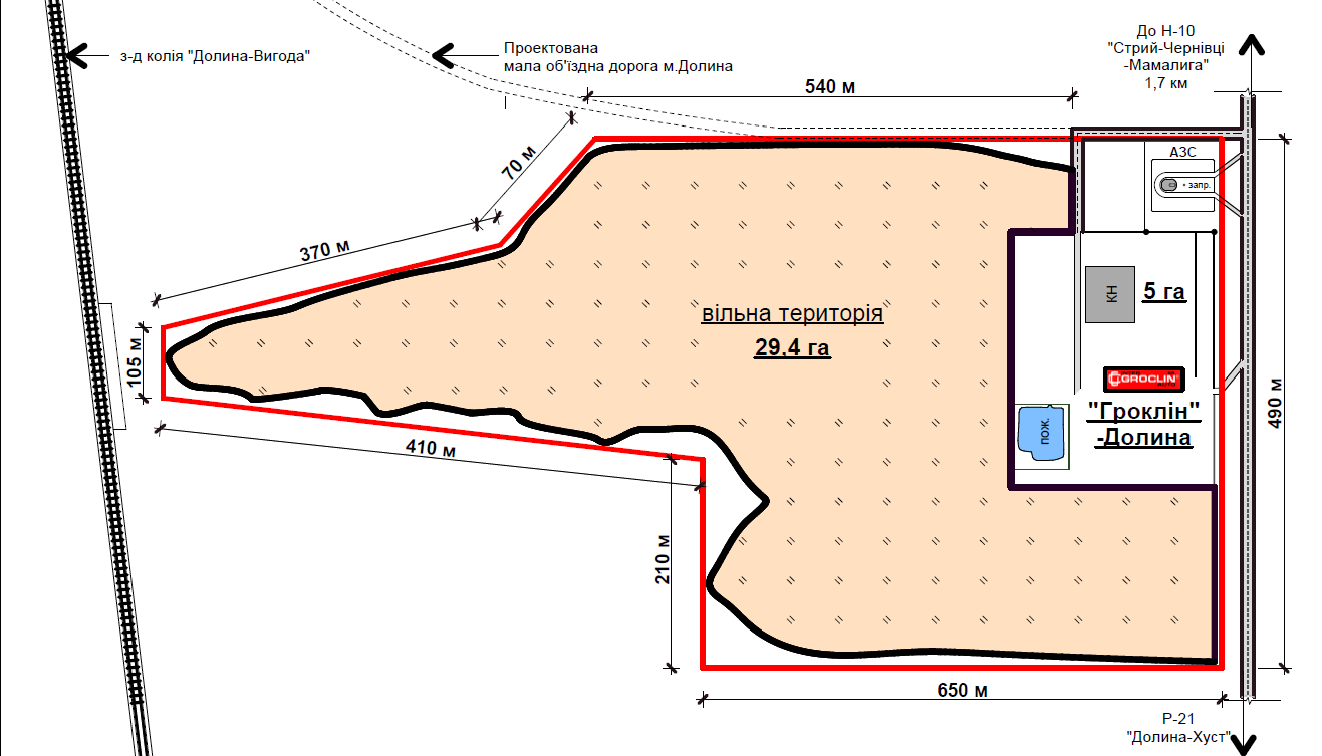 До Н-10
"Стрий-Чернівці
-Мамалига"
1,7 км
з-д колія "Долина-Вигода"
Проектована
мала об'їздна дорога м.Долина
540 м
70 м
АЗС
запр.
370 м
КН
5 га
вільна територія
29,4 га
105 м
GROCLIN
"Гроклін"
-Долина
пож.
490 м
410 м
210 м
650 м
Р-21
"Долина-Хуст"